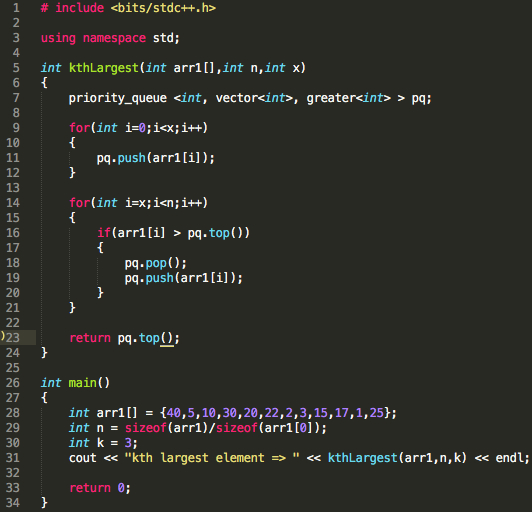 1 # include <bits/stdc++.h>
2
3 using namespace std;
4
5 int kthLargest(int arr1[],int n,int x)
6 {
7     priority_queue <int, vector<int>, greater<int> > pq;
8
9     for(int i=0;i<x;i++)
10     {
11         pq.push(arr1[i]);
12     }
13
14     for(int i=x;i<n;i++)
15     {
16         if(arr1[i] > pq.top())
17         {
18             pq.pop();
19             pq.push(arr1[i]);
20         }
21     }
22
)23     return pq.top();
24 }
25
26 int main()
27 {
28     int arr1[] = {40,5,10,30,20,22,2,3,15,17,1,25};
29     int n = sizeof(arr1)/sizeof(arr1[0]);
30     int k = 3;
31     cout << "kth largest element => " << kthLargest(arr1,n,k) << endl;
32
33     return 0;
34 }